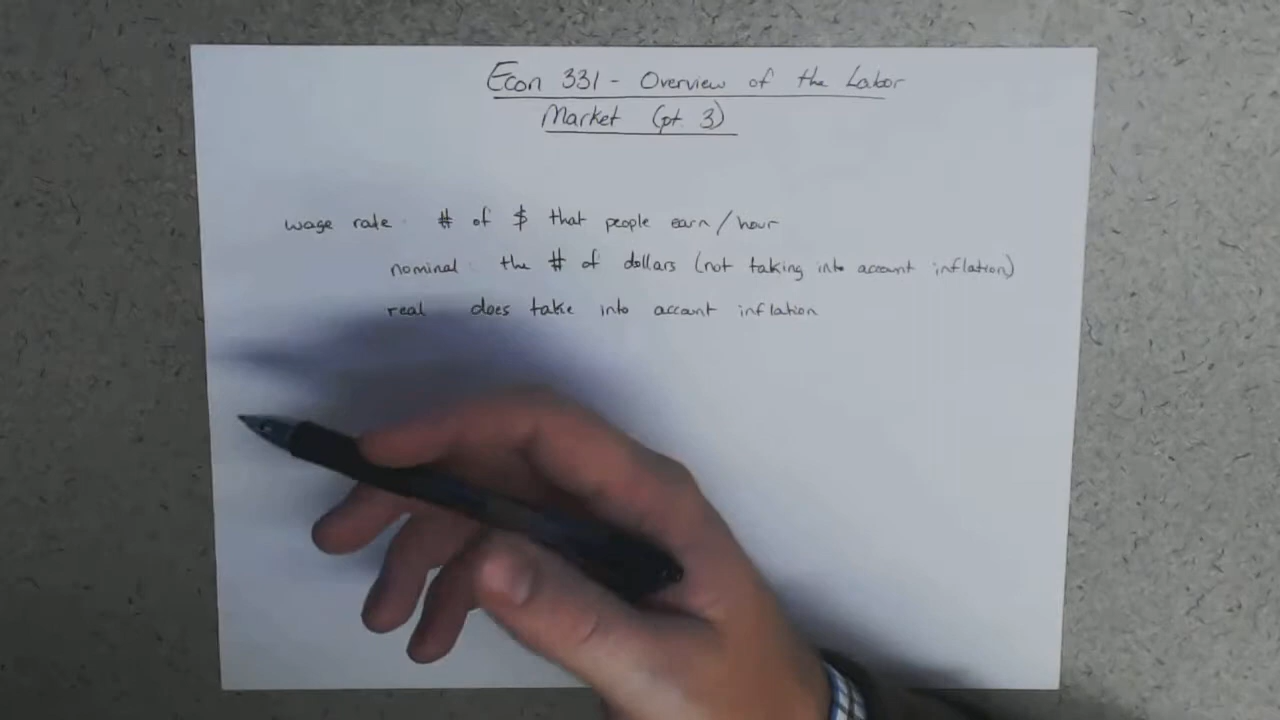 Econ 331 - Overview of the Labor
Market (pt 3)
wage rate: # of $ that people earn/hour
nominal: the # of dollars (not taking into account inflation)
real does take into account inflation